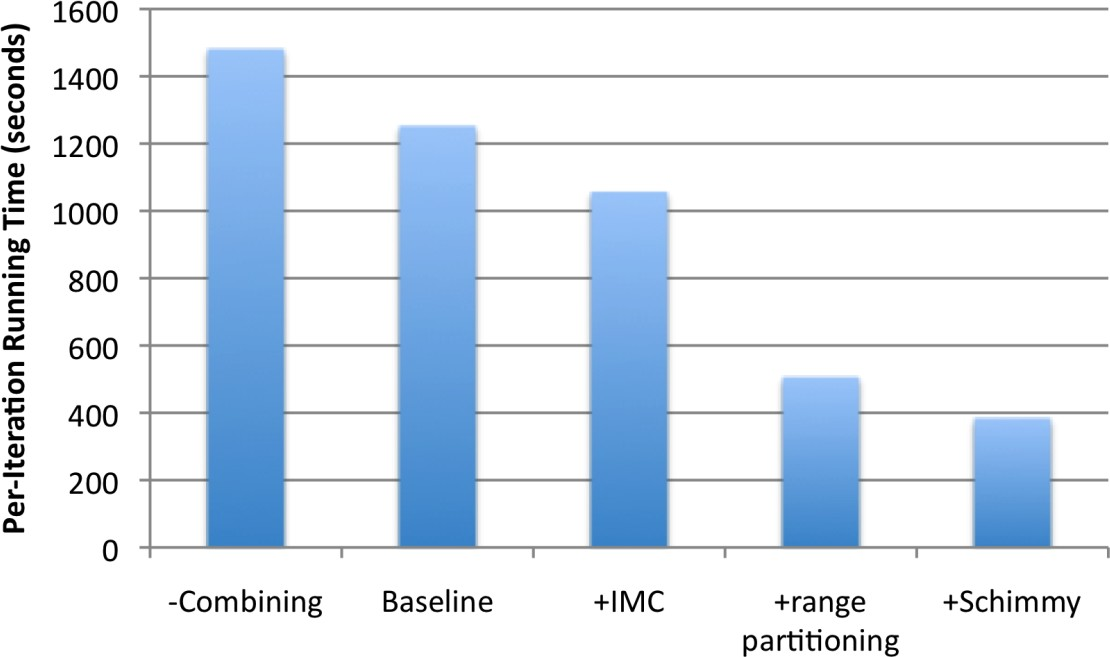 Per-Iteration Running Time (seconds)
1600
1400
1200
1000
800
600
400
200
0
-Combining
Baseline
+IMC
+range
partitioning
+Schimmy